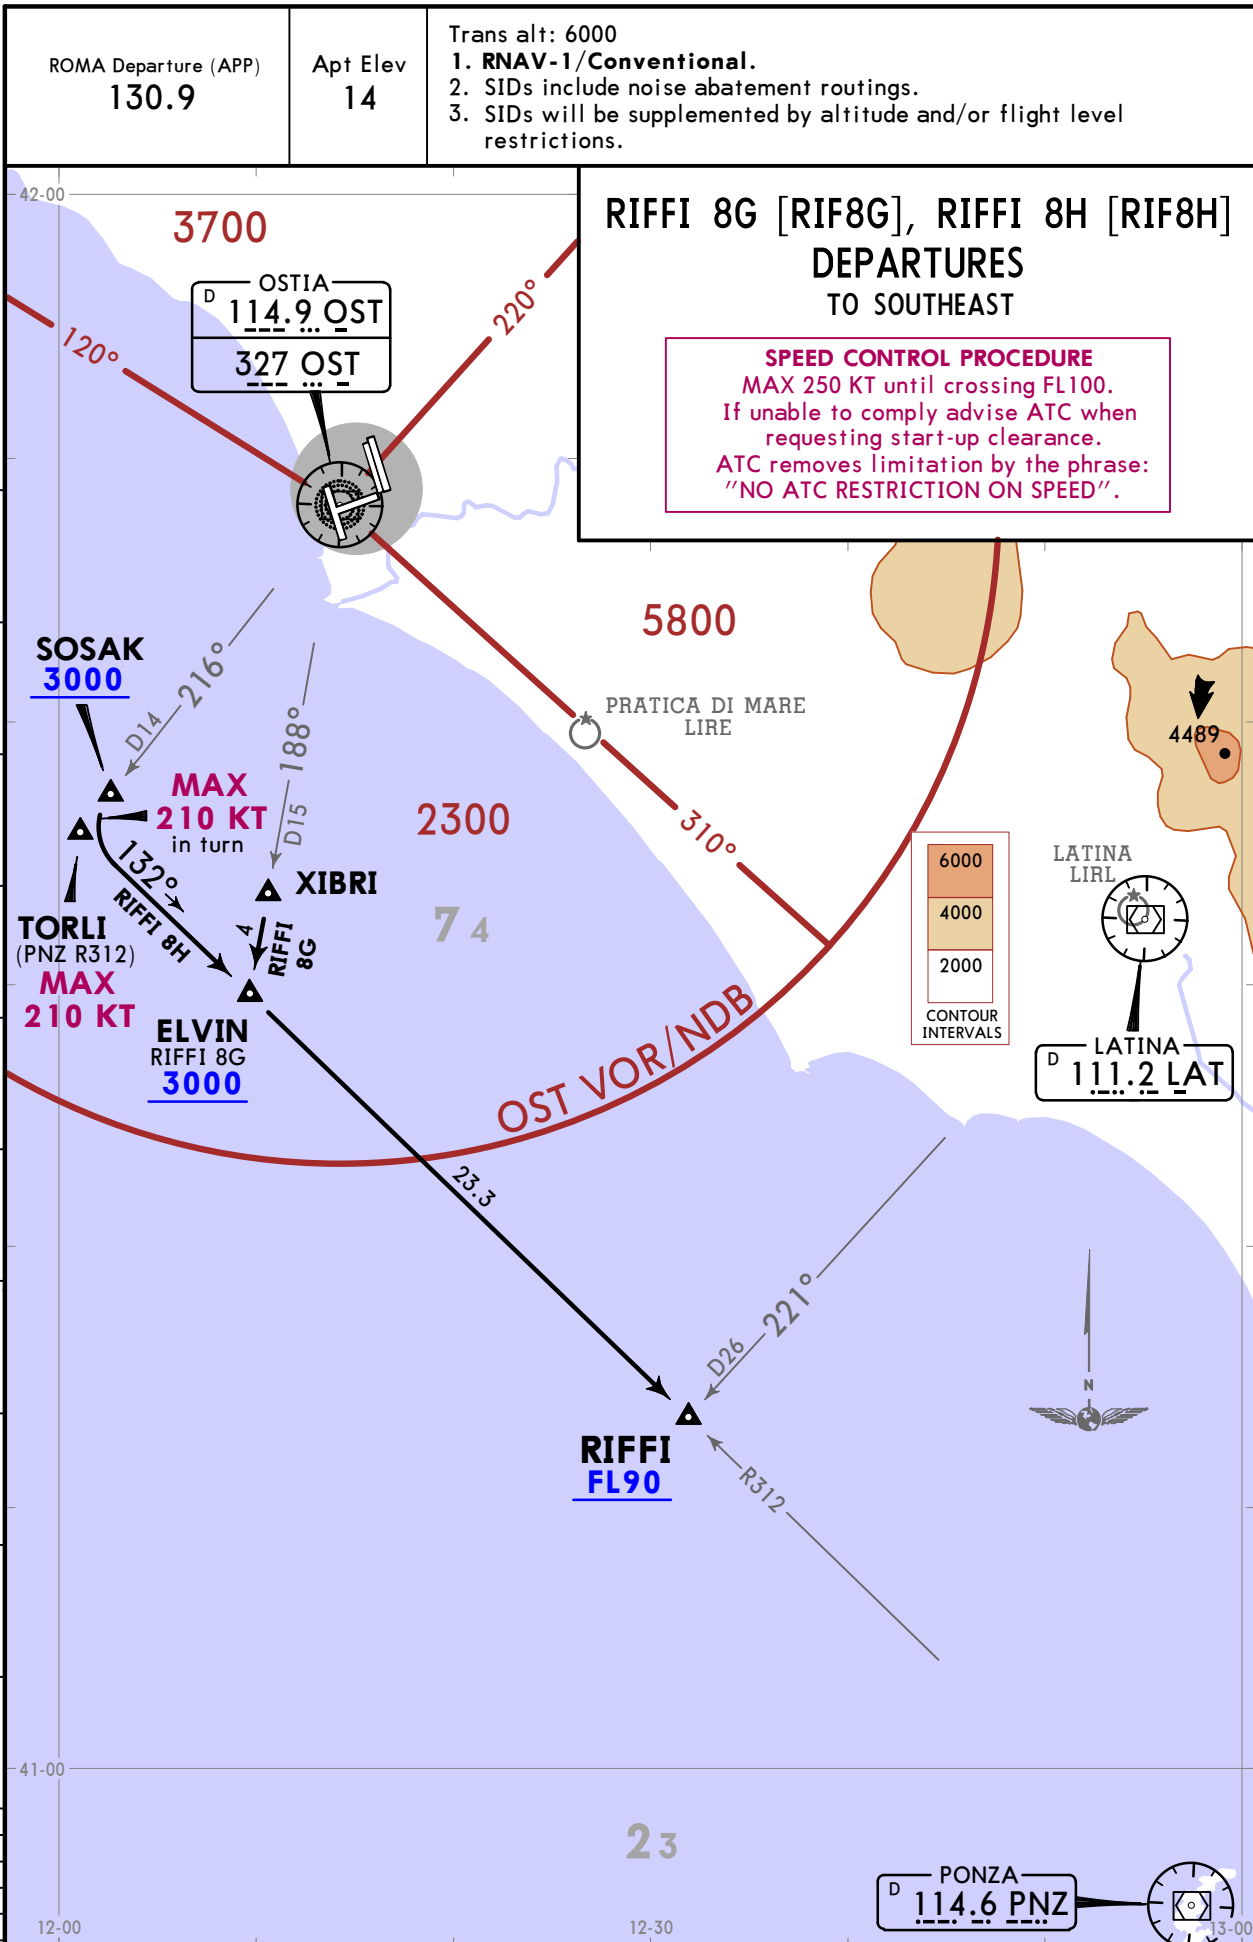 ROMA Departure (APP)
130.9
Apt Elev
14
Trans alt: 6000
1. RNAV-1/Conventional.
2. SIDs include noise abatement routings.
3. SIDs will be supplemented by altitude and/or flight level
restrictions.
42-00
3700
RIFFI 8G [RIF8G], RIFFI 8H [RIF8H]
DEPARTURES
TO SOUTHEAST
SPEED CONTROL PROCEDURE
MAX 250 KT until crossing FL100.
If unable to comply advise ATC when
requesting start-up clearance.
ATC removes limitation by the phrase:
"NO ATC RESTRICTION ON SPEED".
OSTIA
D 114.9 OST
327 OST
120°
220°
5800
SOSAK
3000
216°
D14
188°
D15
PRATICA DI MARE
LIRE
4489
MAX
210 KT
in turn
2300
310°
6000
4000
2000
CONTOUR
INTERVALS
LATINA
LIRL
132°
RIFFI 8H
XIBRI
7 4
4
RIFFI
8G
TORLI
(PNZ R312)
MAX
210 KT
ELVIN
RIFFI 8G
3000
OST VOR/NDB
LATINA
D 111.2 LAT
23.3
221°
D26
N
RIFFI
FL90
R312
41-00
2 3
PONZA
D 114.6 PNZ
12-00
12-30
13-00